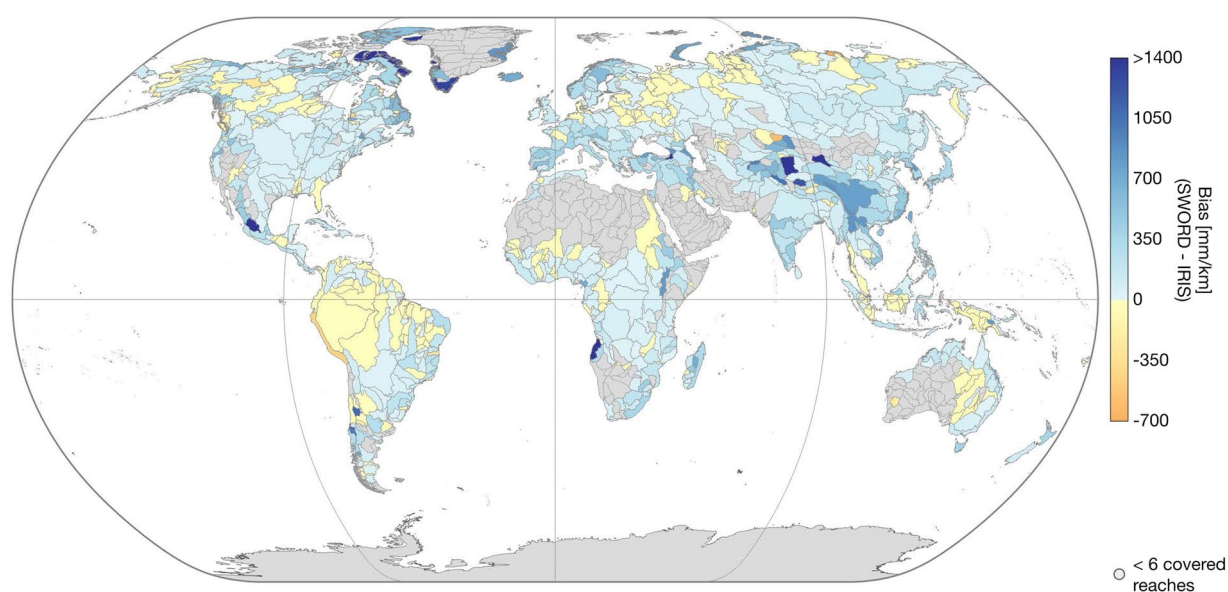 >1400
1050
700
350
0
-350
-700
Bias [mm/km]
(SWORD - IRIS)
< 6 covered
reaches